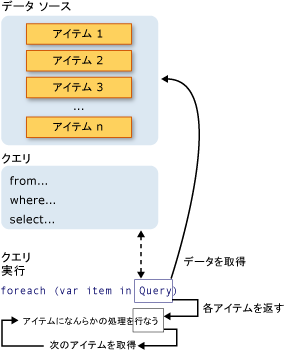 データ ソース
アイテム 1
アイテム 2
アイテム 3
...
アイテム n
クエリ
from...
where...
select...
クエリ
実行
データを取得
foreach (var item in Query)
各アイテムを返す
アイテムになんらかの処理を行なう
次のアイテムを取得